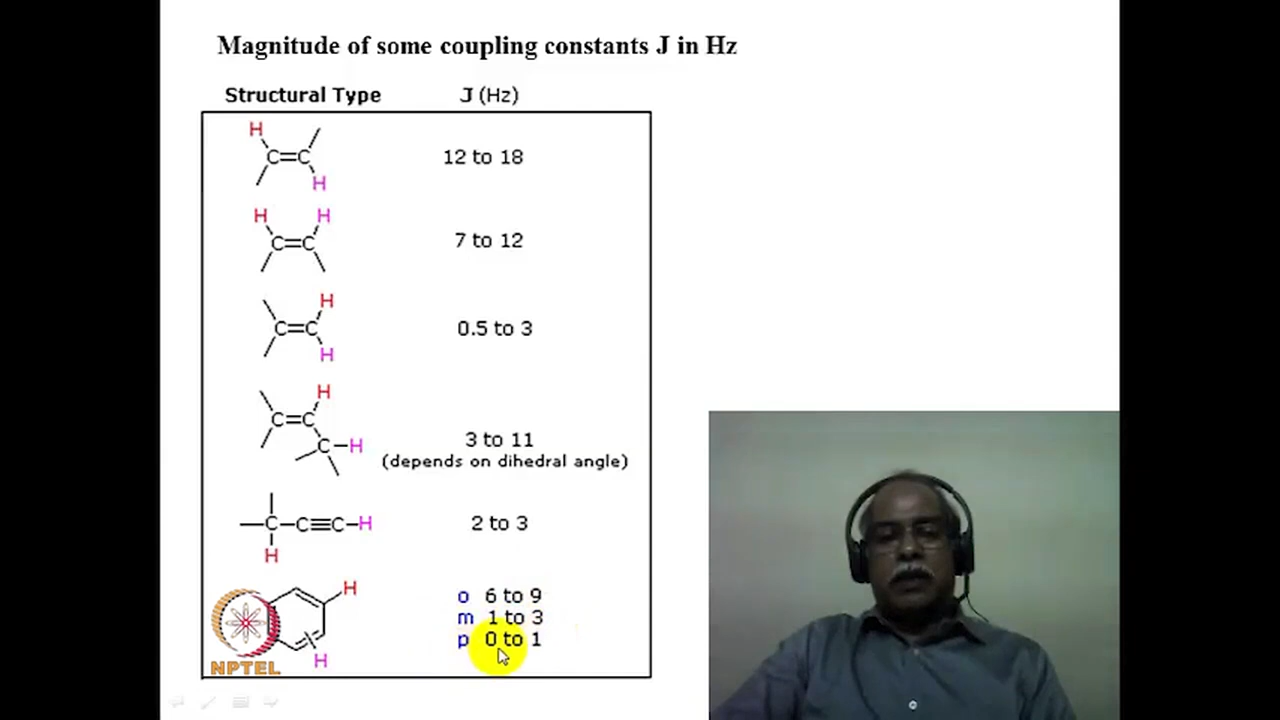 Magnitude of some coupling constants J in Hz
Structural Type J (Hz)
H
C=C
H
12 to 18
H H
C=C
7 to 12
H
C=C
H
0.5 to 3
H
C=C
C-H
3 to 11
(depends on dihedral angle)
C-C≡C-H
H
2 to 3
H
H
o 6 to 9
m 1 to 3
p 0 to 1
NPTEL